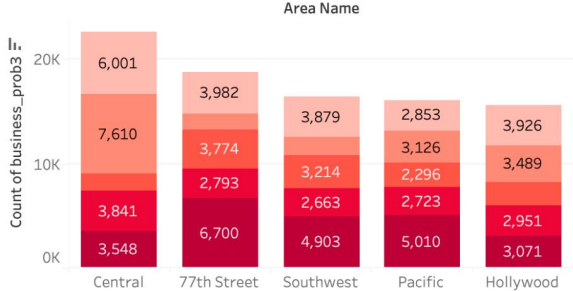 Area Name
Count of business_prob3
20K
10K
0K
6,001
7,610
3,841
3,548
3,982
3,774
2,793
6,700
3,879
3,214
2,663
4,903
2,853
3,126
2,296
2,723
5,010
3,926
3,489
2,951
3,071
Central
77th Street
Southwest
Pacific
Hollywood